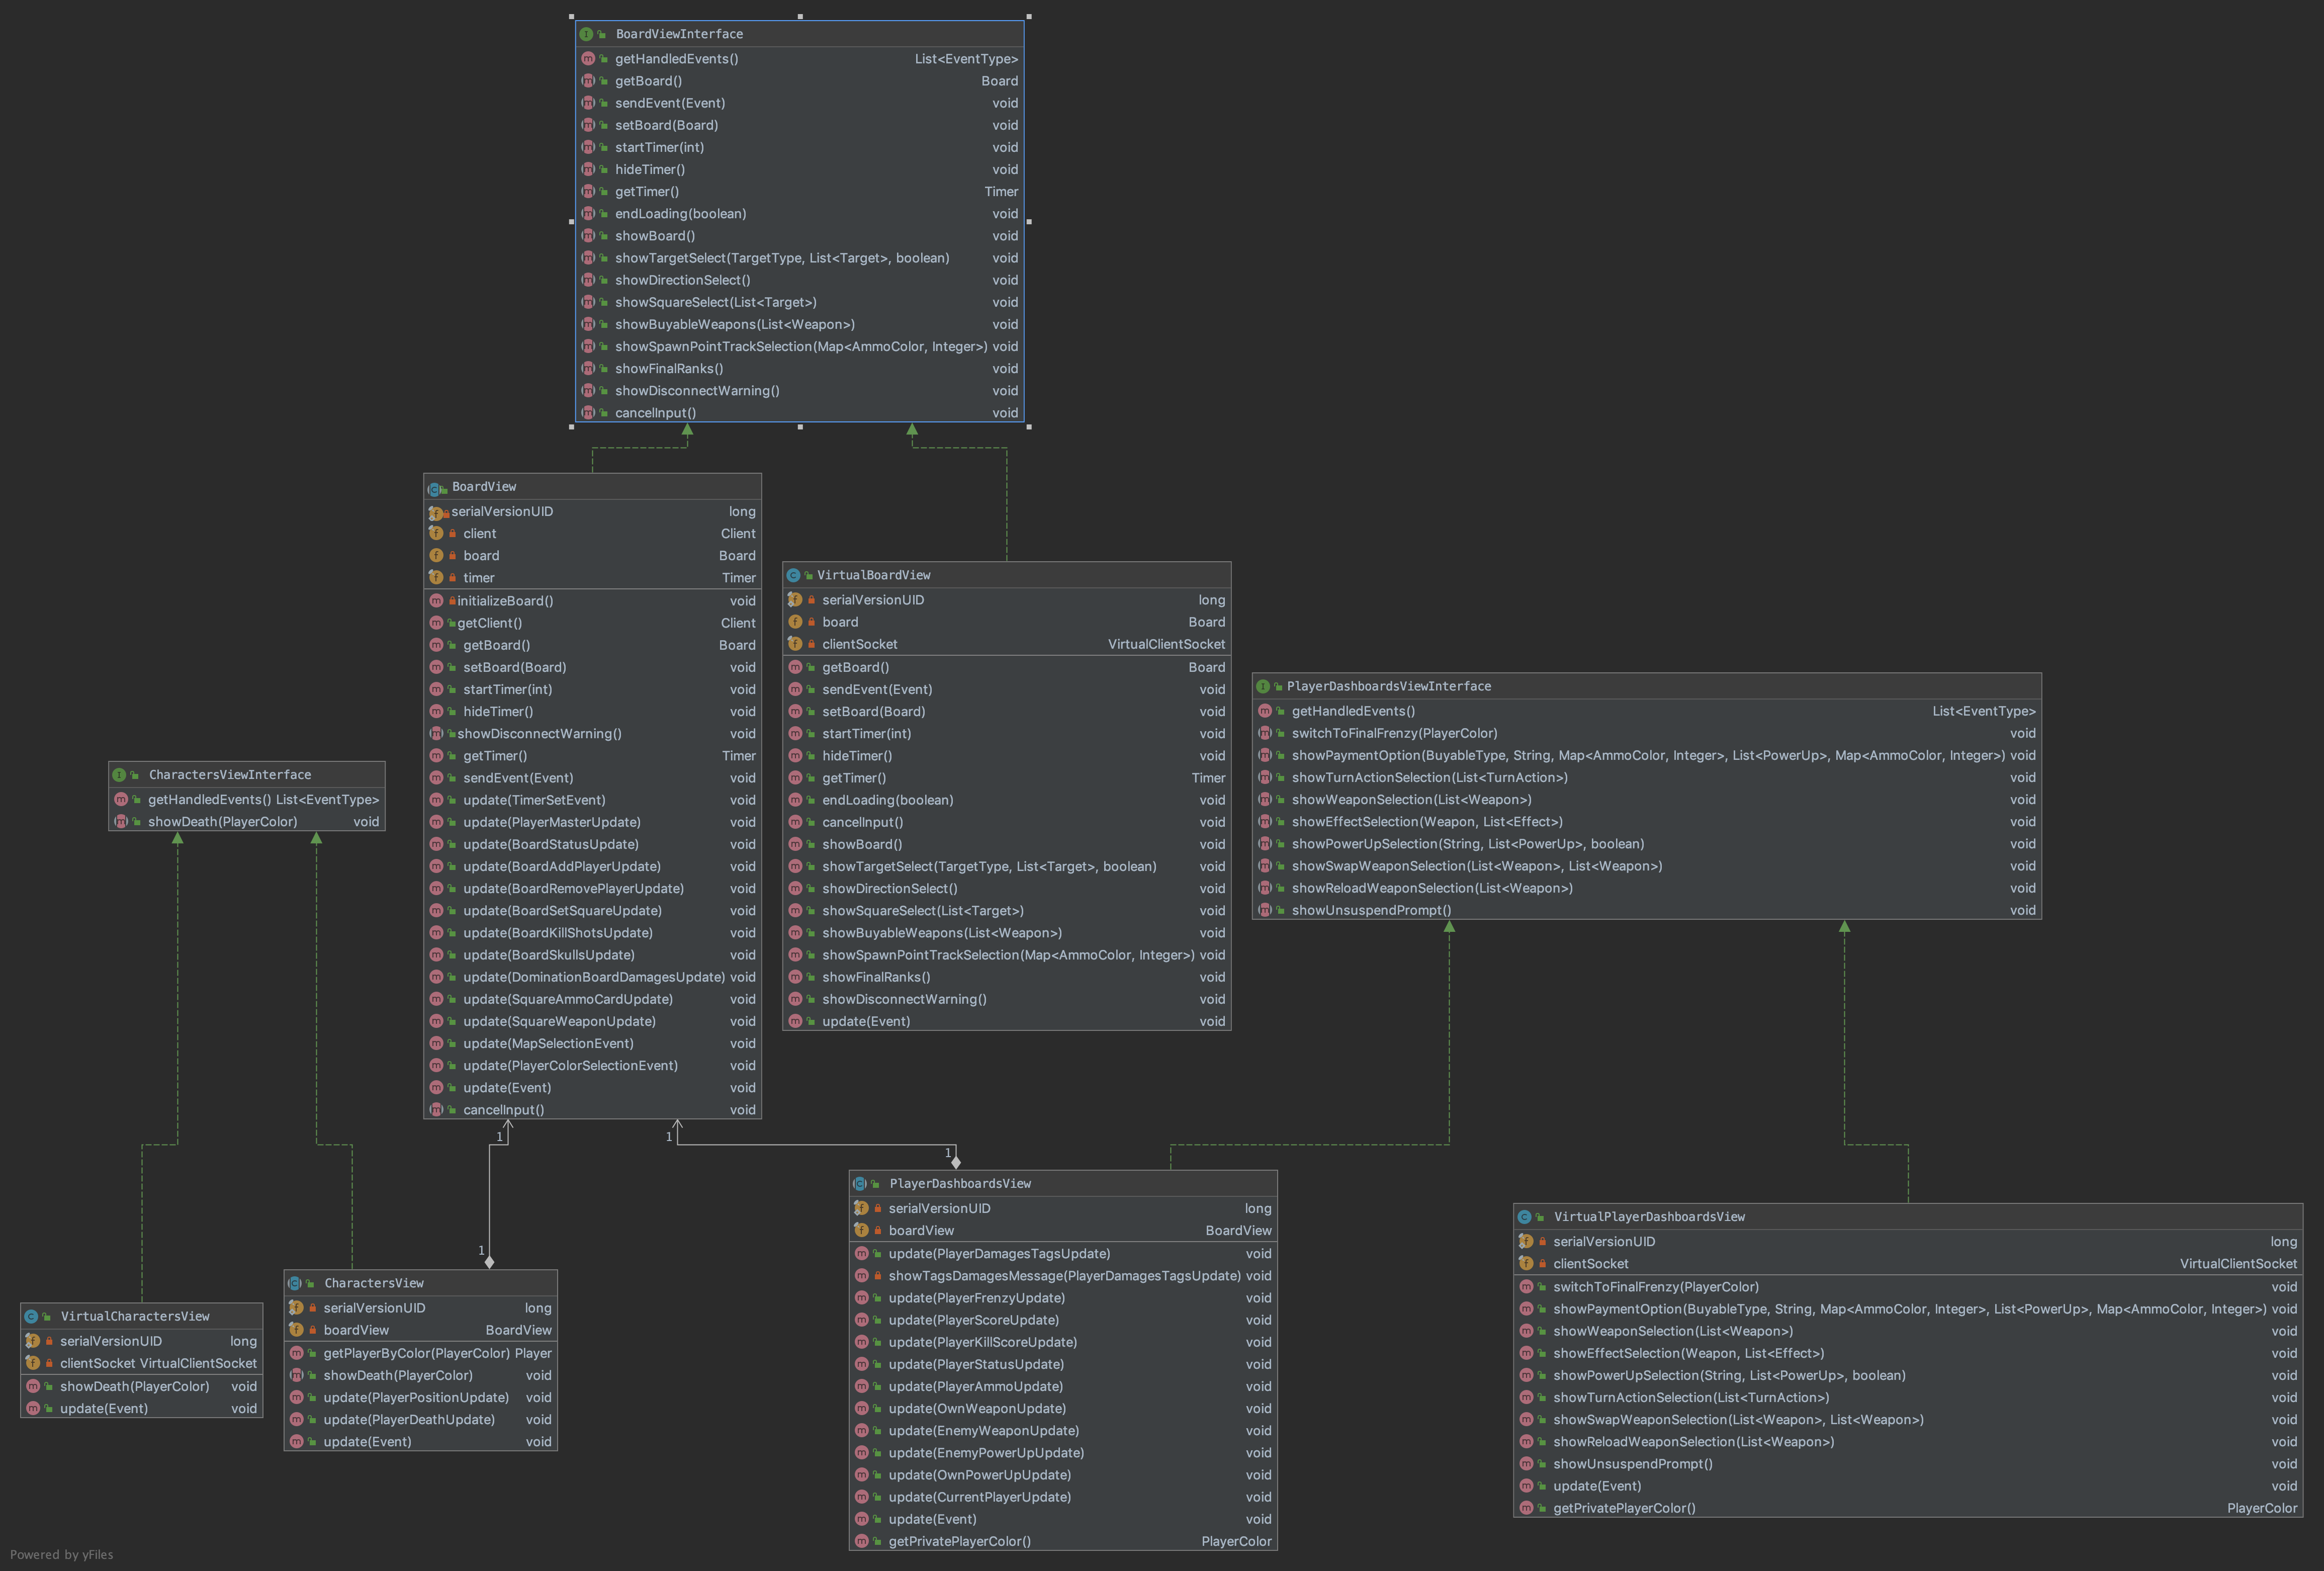 BoardViewInterface
getHandledEvents() List<EventType>
getBoard() Board
sendEvent(Event) void
setBoard(Board) void
startTimer(int) void
hideTimer() void
getTimer() Timer
endLoading(boolean) void
showBoard() void
showTargetSelect(TargetType, List<Target>, boolean) void
showDirectionSelect() void
showSquareSelect(List<Target>) void
showBuyableWeapons(List<Weapon>) void
showSpawnPointTrackSelection(Map<AmmoColor, Integer>) void
showFinalRanks() void
showDisconnectWarning() void
cancelInput() void
BoardView
serialVersionUID long
client Client
board Board
timer Timer
initializeBoard() void
getClient() Client
getBoard() Board
setBoard(Board) void
startTimer(int) void
hideTimer() void
showDisconnectWarning() void
getTimer() Timer
sendEvent(Event) void
update(TimerSetEvent) void
update(PlayerMasterUpdate) void
update(BoardStatusUpdate) void
update(BoardAddPlayerUpdate) void
update(BoardRemovePlayerUpdate) void
update(BoardSetSquareUpdate) void
update(BoardKillShotsUpdate) void
update(BoardSkullsUpdate) void
update(DominationBoardDamagesUpdate) void
update(SquareAmmoCardUpdate) void
update(SquareWeaponUpdate) void
update(MapSelectionEvent) void
update(PlayerColorSelectionEvent) void
update(Event) void
cancelInput() void
VirtualBoardView
serialVersionUID long
board Board
clientSocket VirtualClientSocket
getBoard() Board
sendEvent(Event) void
setBoard(Board) void
startTimer(int) void
hideTimer() void
getTimer() Timer
endLoading(boolean) void
cancelInput() void
showBoard() void
showTargetSelect(TargetType, List<Target>, boolean) void
showDirectionSelect() void
showSquareSelect(List<Target>) void
showBuyableWeapons(List<Weapon>) void
showSpawnPointTrackSelection(Map<AmmoColor, Integer>) void
showFinalRanks() void
showDisconnectWarning() void
update(Event) void
PlayerDashboardsViewInterface
getHandledEvents() List<EventType>
switchToFinalFrenzy(PlayerColor) void
showPaymentOption(BuyableType, String, Map<AmmoColor, Integer>, List<PowerUp>, Map<AmmoColor, Integer>) void
showTurnActionSelection(List<TurnAction>) void
showWeaponSelection(List<Weapon>) void
showEffectSelection(Weapon, List<Effect>) void
showPowerUpSelection(String, List<PowerUp>, boolean) void
showSwapWeaponSelection(List<Weapon>, List<Weapon>) void
showReloadWeaponSelection(List<Weapon>) void
showUnsuspendPrompt() void
CharactersViewInterface
getHandledEvents() List<EventType>
showDeath(PlayerColor) void
1
1
1
1
PlayerDashboardsView
serialVersionUID long
boardView BoardView
update(PlayerDamagesTagsUpdate) void
showTagsDamagesMessage(PlayerDamagesTagsUpdate) void
update(PlayerFrenzyUpdate) void
update(PlayerScoreUpdate) void
update(PlayerKillScoreUpdate) void
update(PlayerStatusUpdate) void
update(PlayerAmmoUpdate) void
update(OwnWeaponUpdate) void
update(EnemyWeaponUpdate) void
update(EnemyPowerUpUpdate) void
update(OwnPowerUpUpdate) void
update(CurrentPlayerUpdate) void
update(Event) void
getPrivatePlayerColor() PlayerColor
VirtualPlayerDashboardsView
serialVersionUID long
clientSocket VirtualClientSocket
switchToFinalFrenzy(PlayerColor) void
showPaymentOption(BuyableType, String, Map<AmmoColor, Integer>, List<PowerUp>, Map<AmmoColor, Integer>) void
showWeaponSelection(List<Weapon>) void
showEffectSelection(Weapon, List<Effect>) void
showPowerUpSelection(String, List<PowerUp>, boolean) void
showTurnActionSelection(List<TurnAction>) void
showSwapWeaponSelection(List<Weapon>, List<Weapon>) void
showReloadWeaponSelection(List<Weapon>) void
showUnsuspendPrompt() void
update(Event) void
getPrivatePlayerColor() PlayerColor
CharactersView
serialVersionUID long
boardView BoardView
getPlayerByColor(PlayerColor) Player
showDeath(PlayerColor) void
update(PlayerPositionUpdate) void
update(PlayerDeathUpdate) void
update(Event) void
VirtualCharactersView
serialVersionUID long
clientSocket VirtualClientSocket
showDeath(PlayerColor) void
update(Event) void
Powered by yFiles